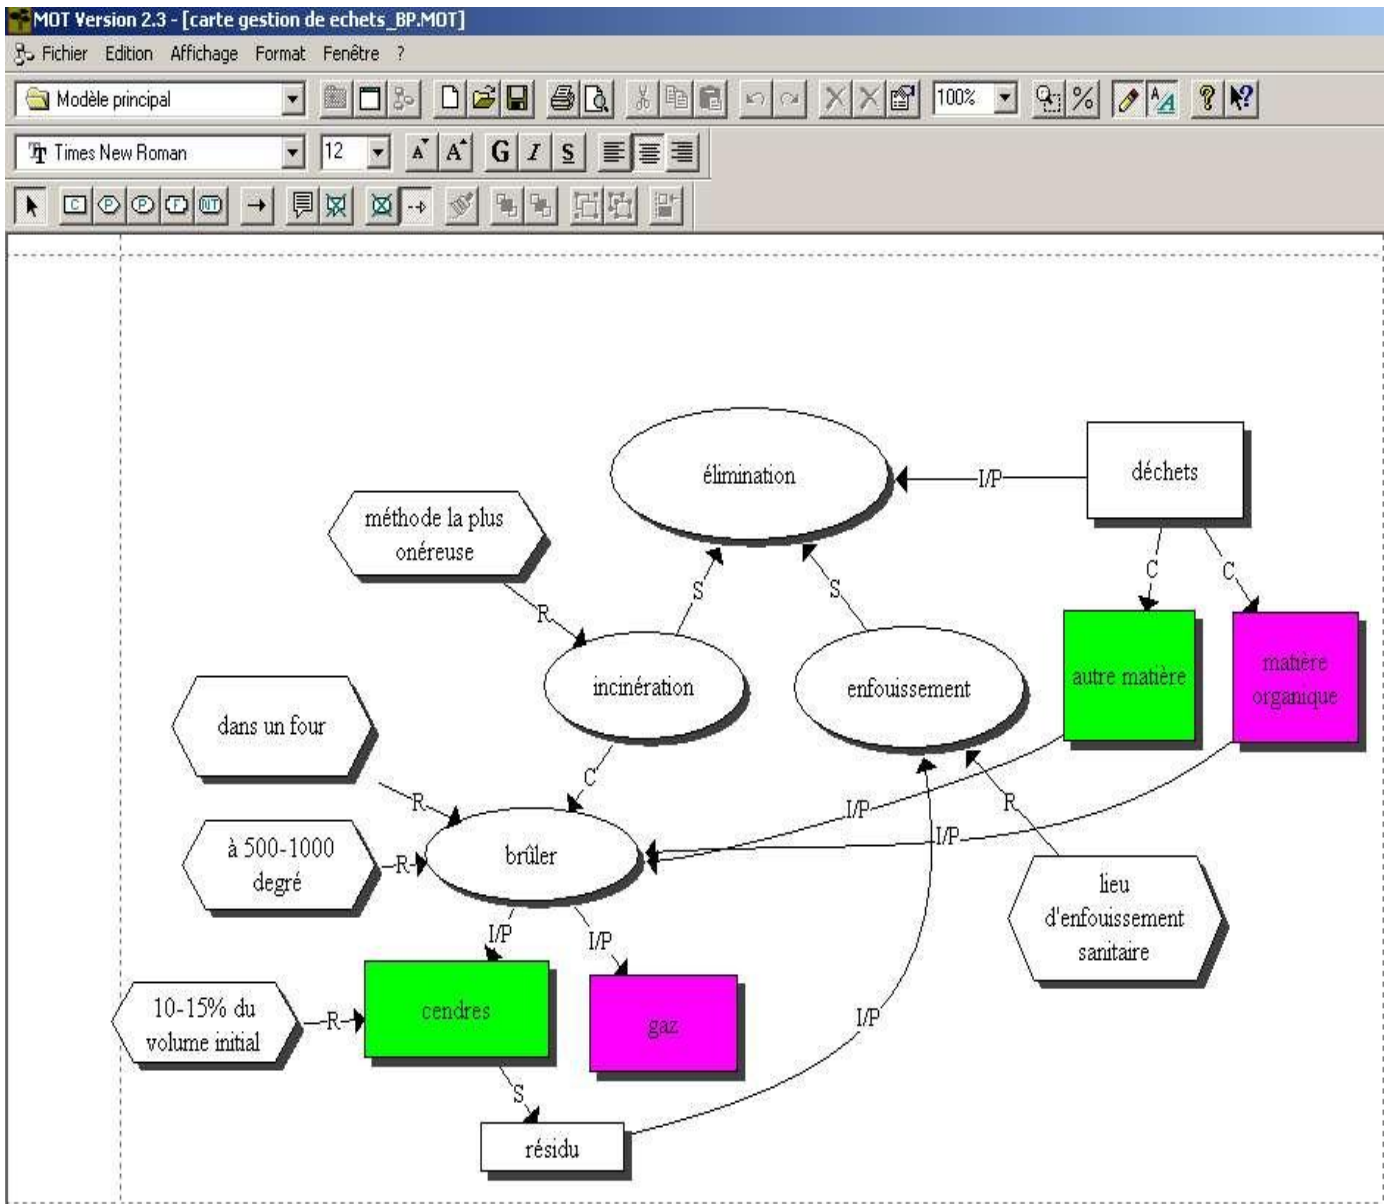 MOT Version 2.3 - [carte gestion de echets_BP.MOT]
Fichier Edition Affichage Format Fenêtre ?
Modèle principal
100%
%
A A
?
?
Times New Roman
12
A A
G I S
C P P F NT
élimination
I/P
déchets
méthode la plus
onéreuse
R
S
S
C
C
incinération
enfouissement
autre matière
matière
organique
dans un four
R
C
I/P
R
I/P
à 500-1000
degré
R
brûler
lieu
d'enfouissement
sanitaire
I/P
I/P
10-15% du
volume initial
R
cendres
gaz
I/P
S
résidu